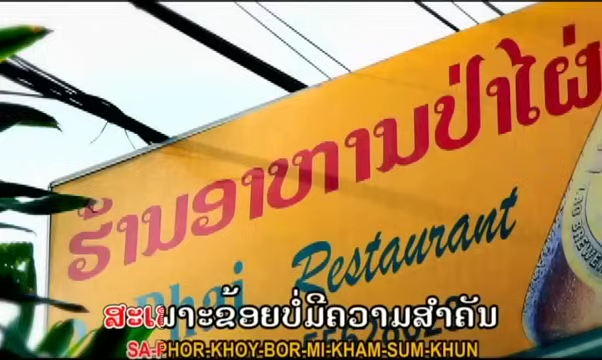 ຮ້ານອາຫານປ່າໄຜ່
Phai Restaurant
ສະເພາະຂ້ອຍບໍ່ມີຄວາມສຳຄັນ
SA-PHOR-KHOY-BOR-MI-KHAM-SUM-KHUN